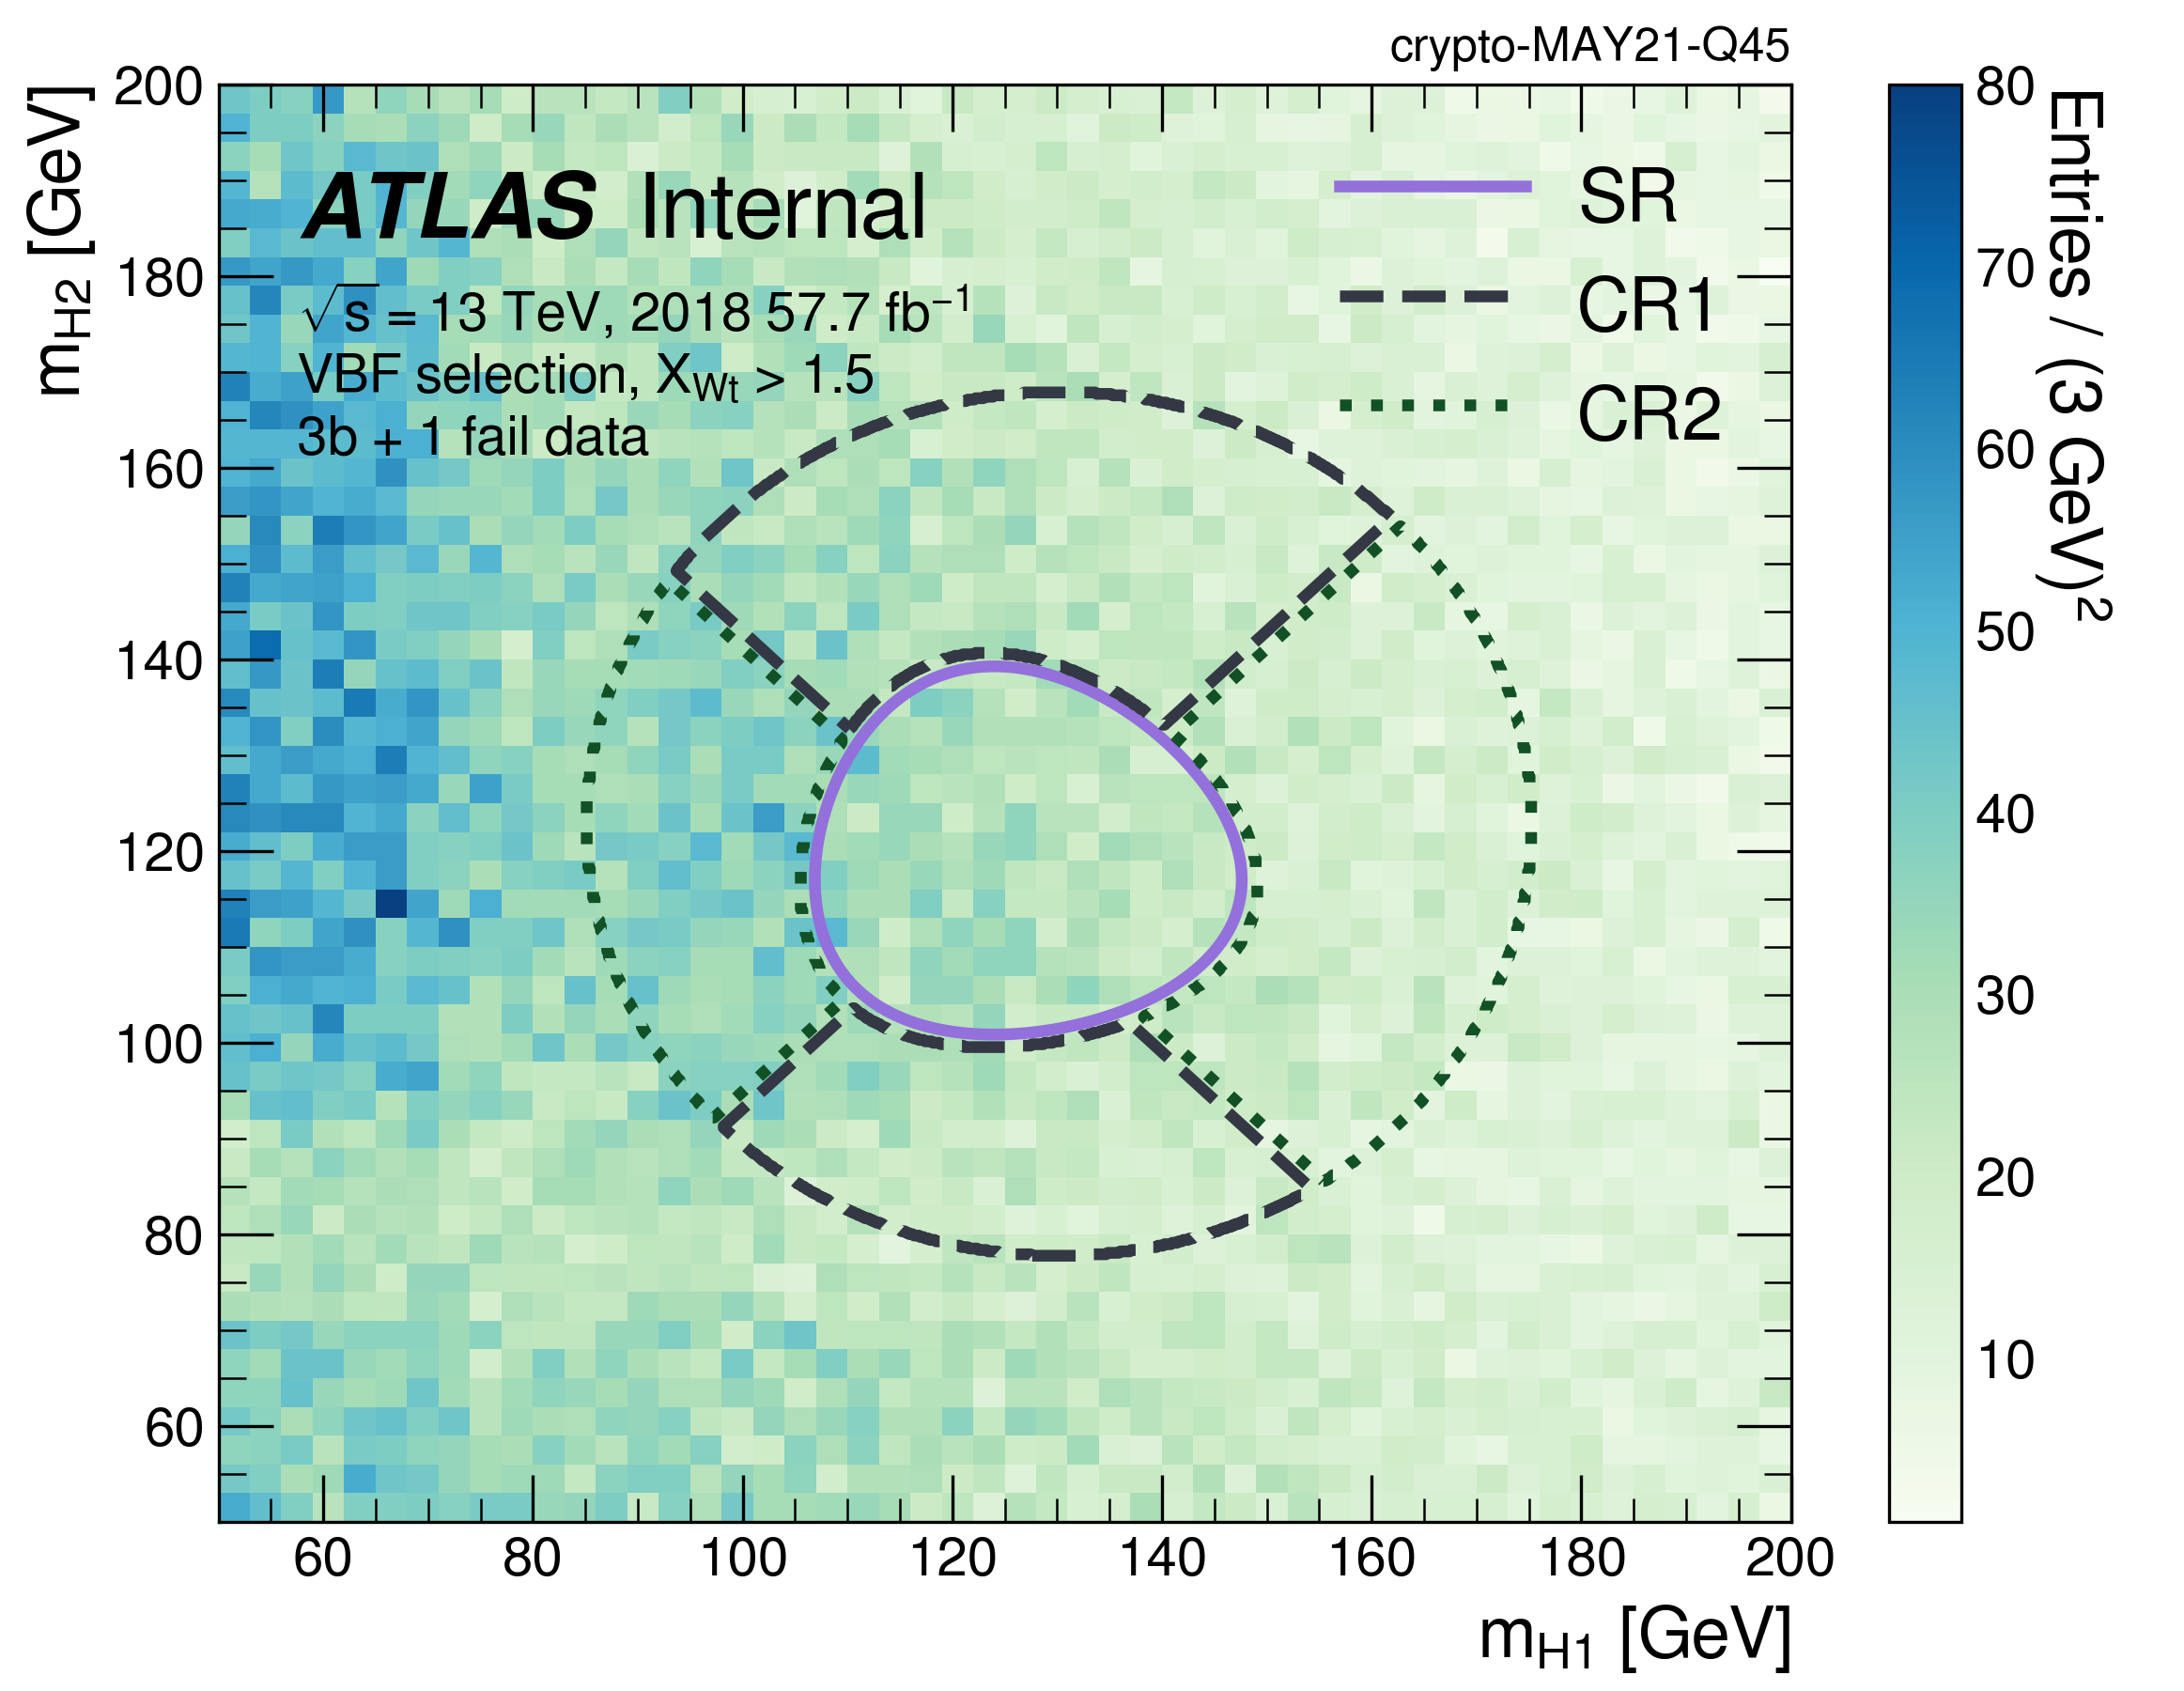 crypto-MAY21-Q45
ATLAS Internal
√s = 13 TeV, 2018 57.7 fb⁻¹
VBF selection, X_Wt > 1.5
3b + 1 fail data
SR
CR1
CR2
m_H2 [GeV]
200
180
160
140
120
100
80
60
60 80 100 120 140 160 180 200
m_H1 [GeV]
80
70
60
50
40
30
20
10
Entries / (3 GeV)²